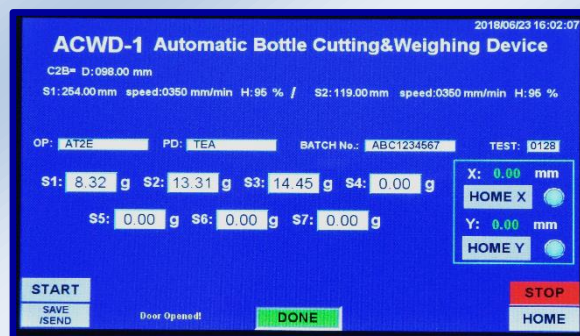 2018/06/23 16:02:07
ACWD-1 Automatic Bottle Cutting&Weighing Device
C2B= D:098.00 mm
S1:254.00mm speed:0350 mm/min H:95 % / S2:119.00mm speed:0350 mm/min H:95 %
OP: AT2E PD: TEA BATCH No.: ABC1234567 TEST: 0128
S1: 8.32 g S2: 13.31 g S3: 14.45 g S4: 0.00 g
S5: 0.00 g S6: 0.00 g S7: 0.00 g
X: 0.00 mm
HOME X
Y: 0.00 mm
HOME Y
START STOP
SAVE /SEND Door Opened! DONE HOME